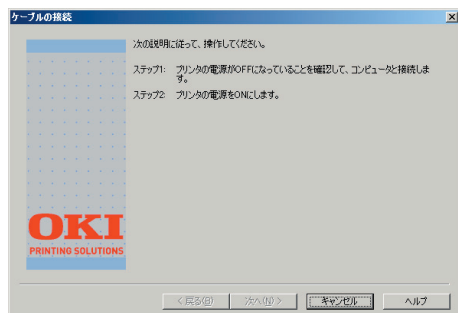 ケーブルの接続
次の説明に従って、操作してください。
ステップ1: プリンタの電源がOFFになっていることを確認して、コンピュータと接続しま
す。
ステップ2: プリンタの電源をONにします。
OKI
PRINTING SOLUTIONS
< 戻る(B) 次へ(N) > キャンセル ヘルプ